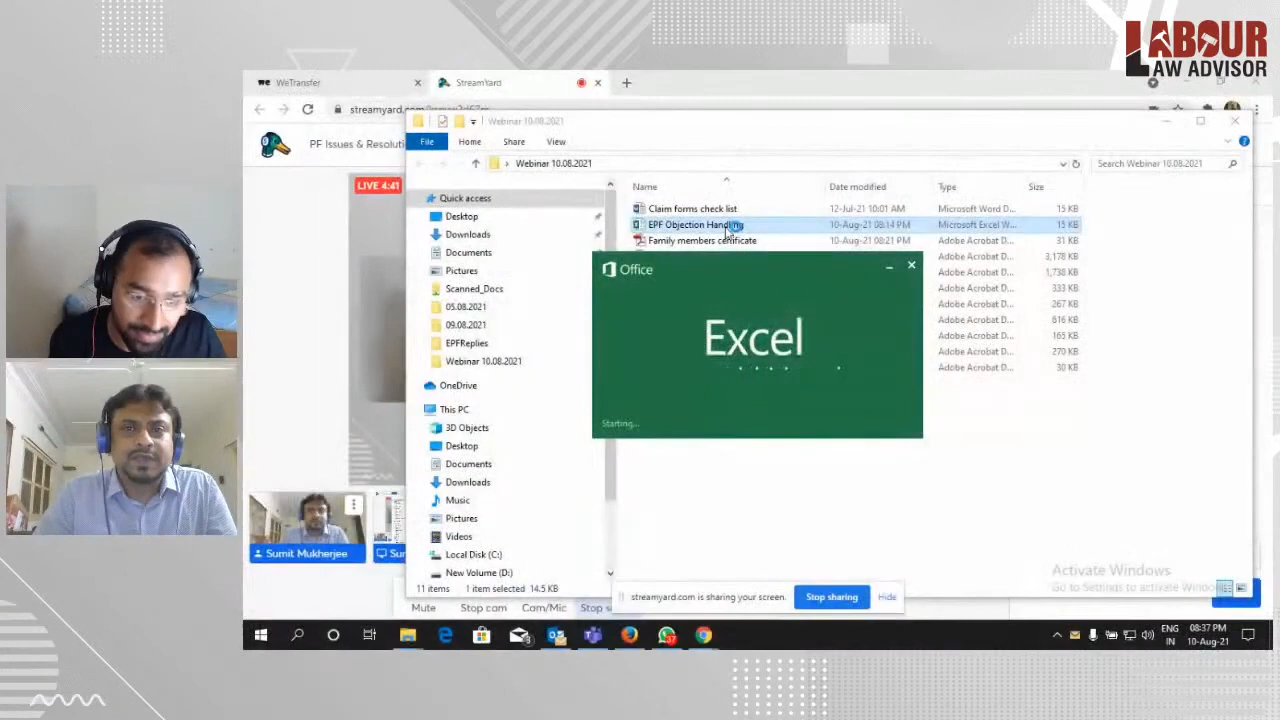 LABOUR
LAW ADVISOR
WeTransfer
StreamYard
Webinar 10.08.2021
File
Home
Share
View
PF Issues & Resoluti
Webinar 10.08.2021
Search Webinar 10.08.2021
LIVE 4:41
Quick access
Desktop
Downloads
Documents
Pictures
Scanned_Docs
05.08.2021
09.08.2021
EPFReplies
Webinar 10.08.2021
OneDrive
This PC
3D Objects
Desktop
Documents
Downloads
Music
Pictures
Videos
Local Disk (C:)
New Volume (D:)
Name Date modified Type Size
Claim forms check list 12-Jul-21 10:01 AM Microsoft Word D... 15 KB
EPF Objection Handling 10-Aug-21 08:14 PM Microsoft Excel W... 15 KB
Family members certificate 10-Aug-21 08:21 PM Adobe Acrobat D... 31 KB
Adobe Acrobat D... 3,178 KB
Adobe Acrobat D... 1,738 KB
Adobe Acrobat D... 333 KB
Adobe Acrobat D... 267 KB
Adobe Acrobat D... 816 KB
Adobe Acrobat D... 165 KB
Adobe Acrobat D... 270 KB
Adobe Acrobat D... 30 KB
Office
Excel
Starting...
Sumit Mukherjee
Activate Windows
Go to Settings to activate Windows
11 items 1 item selected 14.5 KB
streamyard.com is sharing your screen.
Stop sharing
Hide
Mute
Stop cam
Cam/Mic
ENG
IN
08:37 PM
10-Aug-21